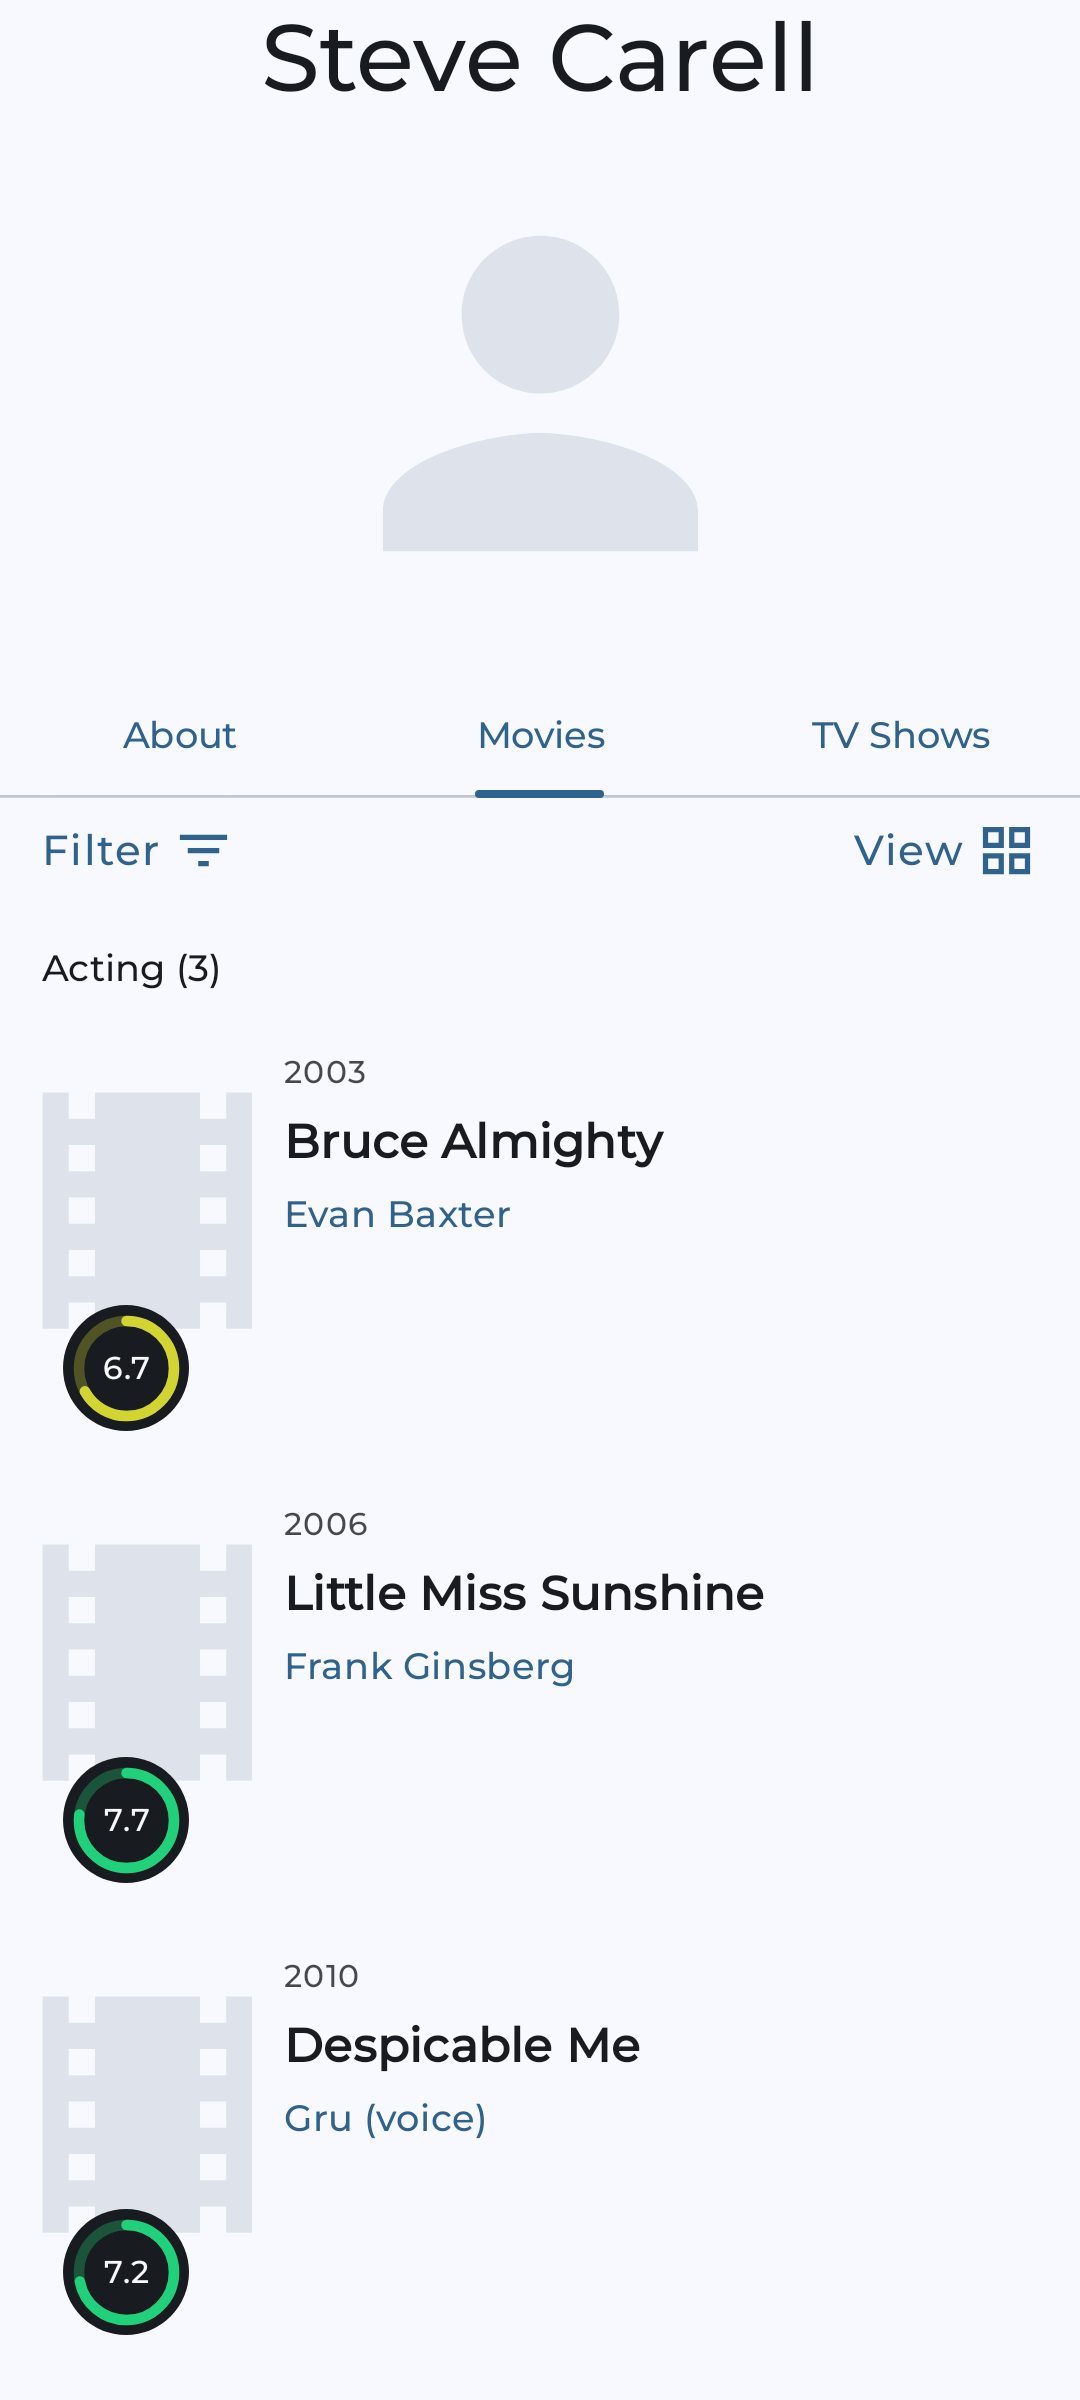 Steve Carell
About
Movies
TV Shows
Filter
View
Acting (3)
2003
Bruce Almighty
Evan Baxter
6.7
2006
Little Miss Sunshine
Frank Ginsberg
7.7
2010
Despicable Me
Gru (voice)
7.2